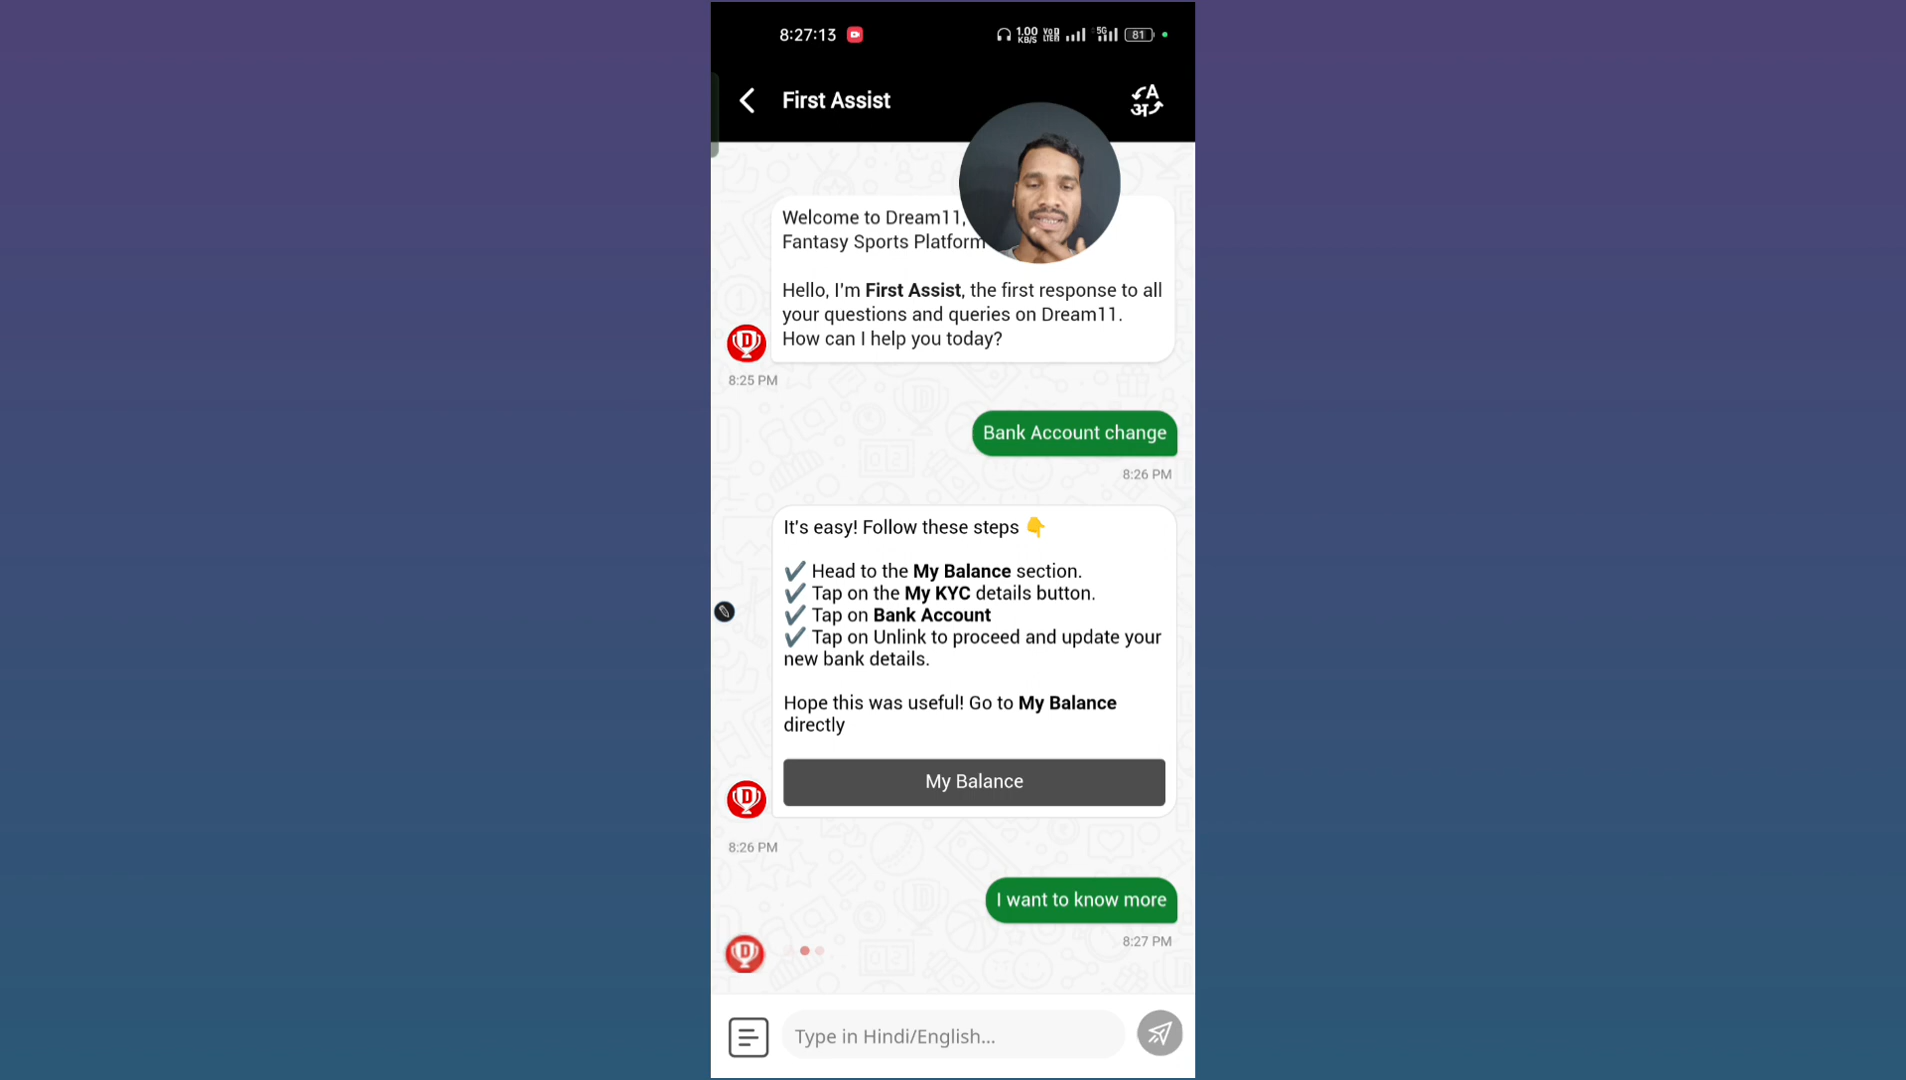 8:27:13
1.00
KB/S
5G
81
First Assist
A
अ
Welcome to Dream11,
Fantasy Sports Platform
Hello, I'm First Assist, the first response to all
your questions and queries on Dream11.
How can I help you today?
D
8:25 PM
Bank Account change
8:26 PM
It's easy! Follow these steps 👇
✔ Head to the My Balance section.
✔ Tap on the My KYC details button.
✔ Tap on Bank Account
✔ Tap on Unlink to proceed and update your
new bank details.
Hope this was useful! Go to My Balance
directly
My Balance
D
8:26 PM
I want to know more
8:27 PM
D
Type in Hindi/English...